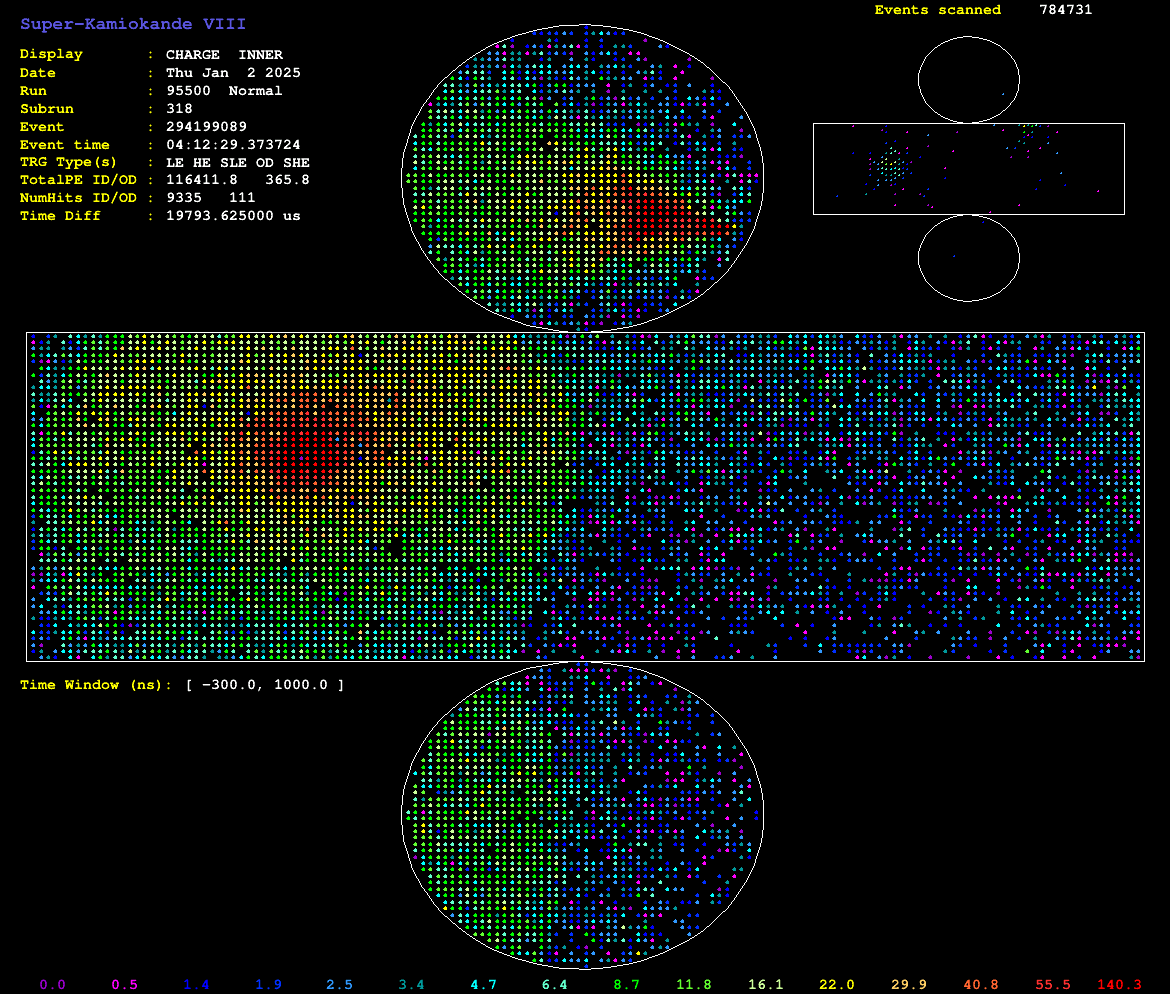 Super-Kamiokande VIII
Events scanned 784731
Display : CHARGE INNER
Date : Thu Jan 2 2025
Run : 95500 Normal
Subrun : 318
Event : 294199089
Event time : 04:12:29.373724
TRG Type(s) : LE HE SLE OD SHE
TotalPE ID/OD : 116411.8 365.8
NumHits ID/OD : 9335 111
Time Diff : 19793.625000 us
Time Window (ns): [ −300.0, 1000.0 ]
0.0 0.5 1.4 1.9 2.5 3.4 4.7 6.4 8.7 11.8 16.1 22.0 29.9 40.8 55.5 140.3